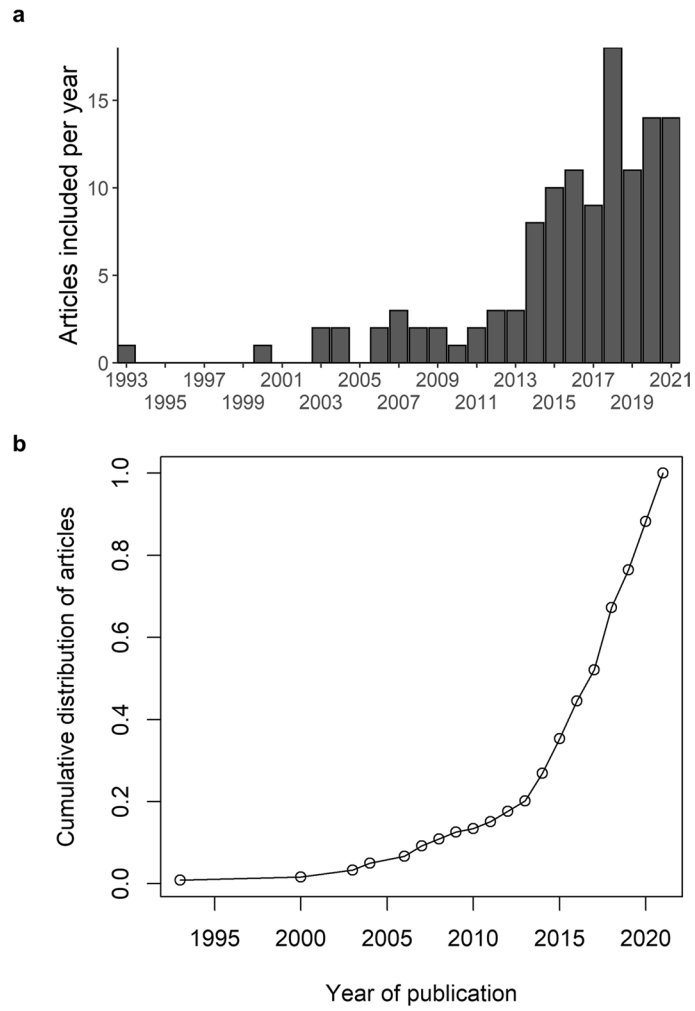 a
Articles included per year
15
10
5
0
1993 1997 2001 2005 2009 2013 2017 2021
1995 1999 2003 2007 2011 2015 2019
b
Cumulative distribution of articles
1.0
0.8
0.6
0.4
0.2
0.0
1995 2000 2005 2010 2015 2020
Year of publication